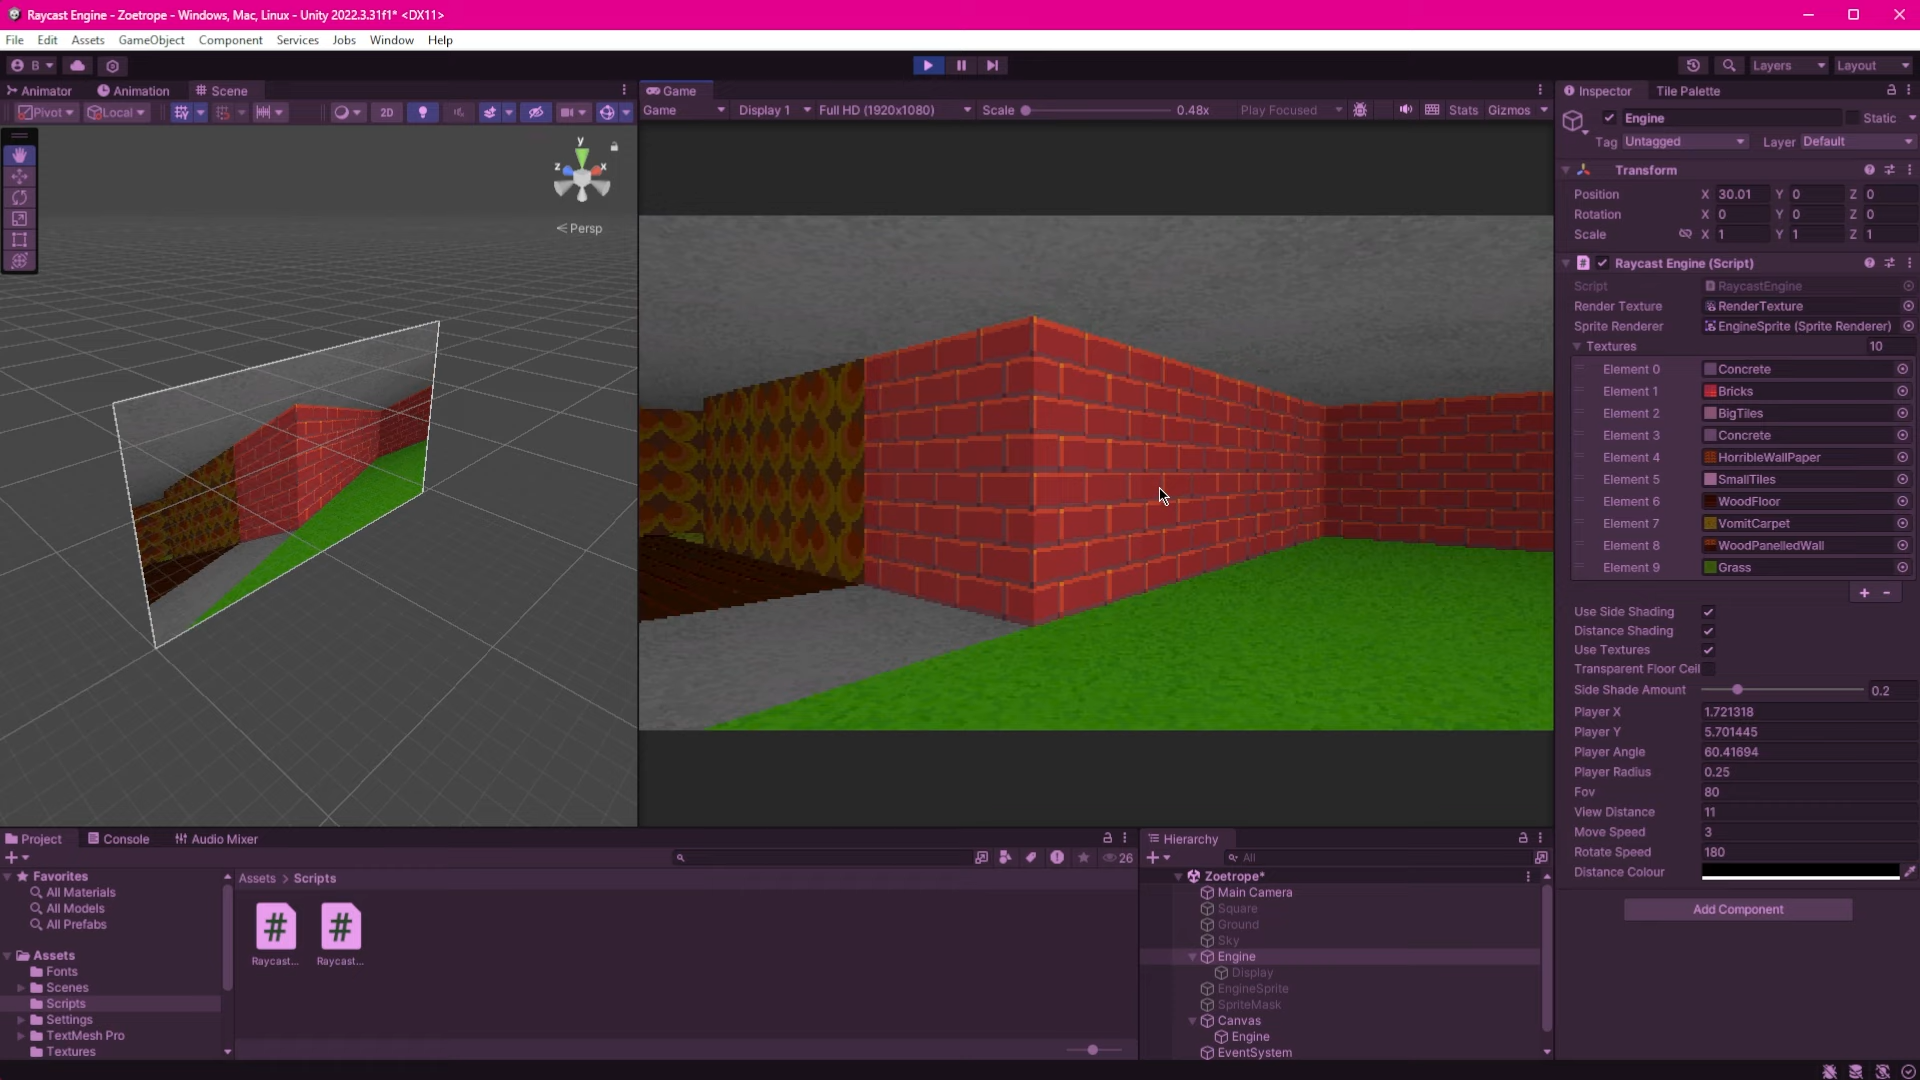 Raycast Engine - Zoetrope - Windows, Mac, Linux - Unity 2022.3.31f1* <DX11>
File Edit Assets GameObject Component Services Jobs Window Help
B Layers Layout
Animator Animation Scene
Pivot Local 2D
y
z x
Persp
Game
Game Display 1 Full HD (1920x1080) Scale 0.48x Play Focused Stats Gizmos
Inspector Tile Palette
Engine Static
Tag Untagged Layer Default
Transform
Position X 30.01 Y 0 Z 0
Rotation X 0 Y 0 Z 0
Scale X 1 Y 1 Z 1
# Raycast Engine (Script)
Script RaycastEngine
Render Texture RenderTexture
Sprite Renderer EngineSprite (Sprite Renderer)
Textures 10
Element 0 Concrete
Element 1 Bricks
Element 2 BigTiles
Element 3 Concrete
Element 4 HorribleWallPaper
Element 5 SmallTiles
Element 6 WoodFloor
Element 7 VomitCarpet
Element 8 WoodPanelledWall
Element 9 Grass
+ -
Use Side Shading
Distance Shading
Use Textures
Transparent Floor Ceil
Side Shade Amount 0.2
Player X 1.721318
Player Y 5.701445
Player Angle 60.41694
Player Radius 0.25
Fov 80
View Distance 11
Move Speed 3
Rotate Speed 180
Distance Colour
Add Component
Project Console Audio Mixer
26
Favorites
All Materials
All Models
All Prefabs
Assets
Fonts
Scenes
Scripts
Settings
TextMesh Pro
Textures
Assets > Scripts
# #
Raycast... Raycast...
Hierarchy
All
Zoetrope*
Main Camera
Square
Ground
Sky
Engine
Display
EngineSprite
SpriteMask
Canvas
Engine
EventSystem